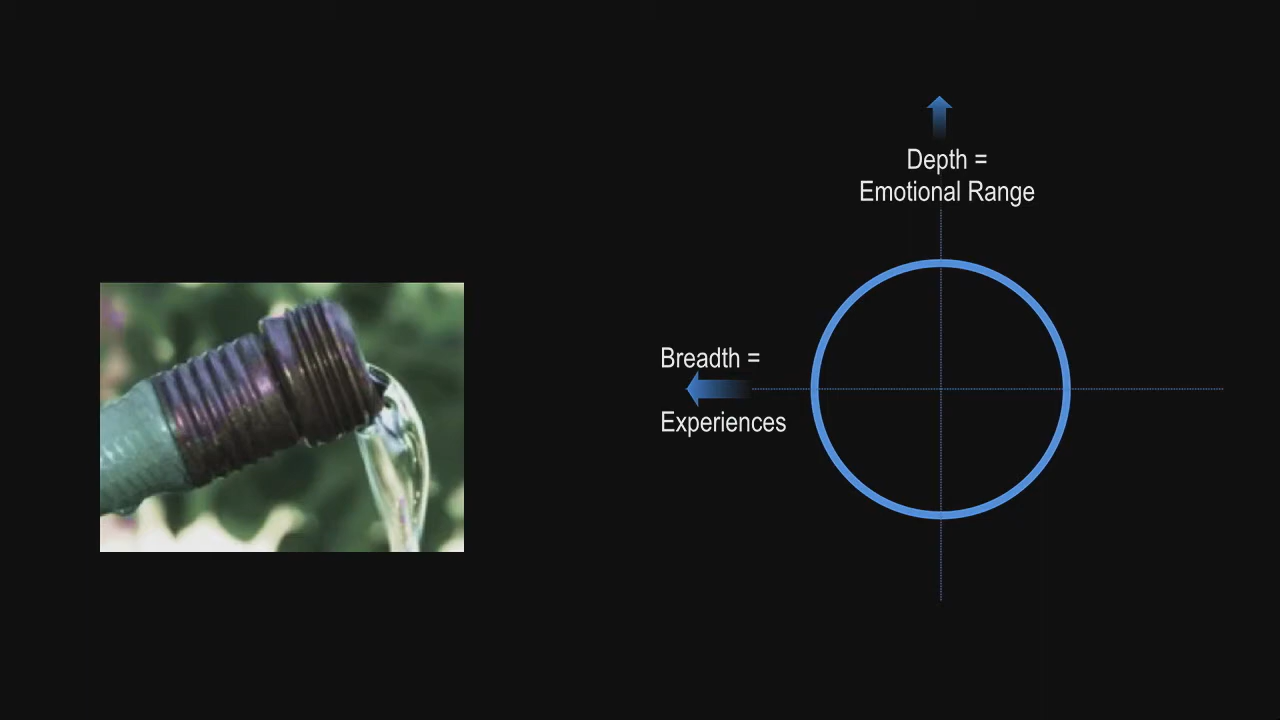 Depth =
Emotional Range
Breadth =
Experiences